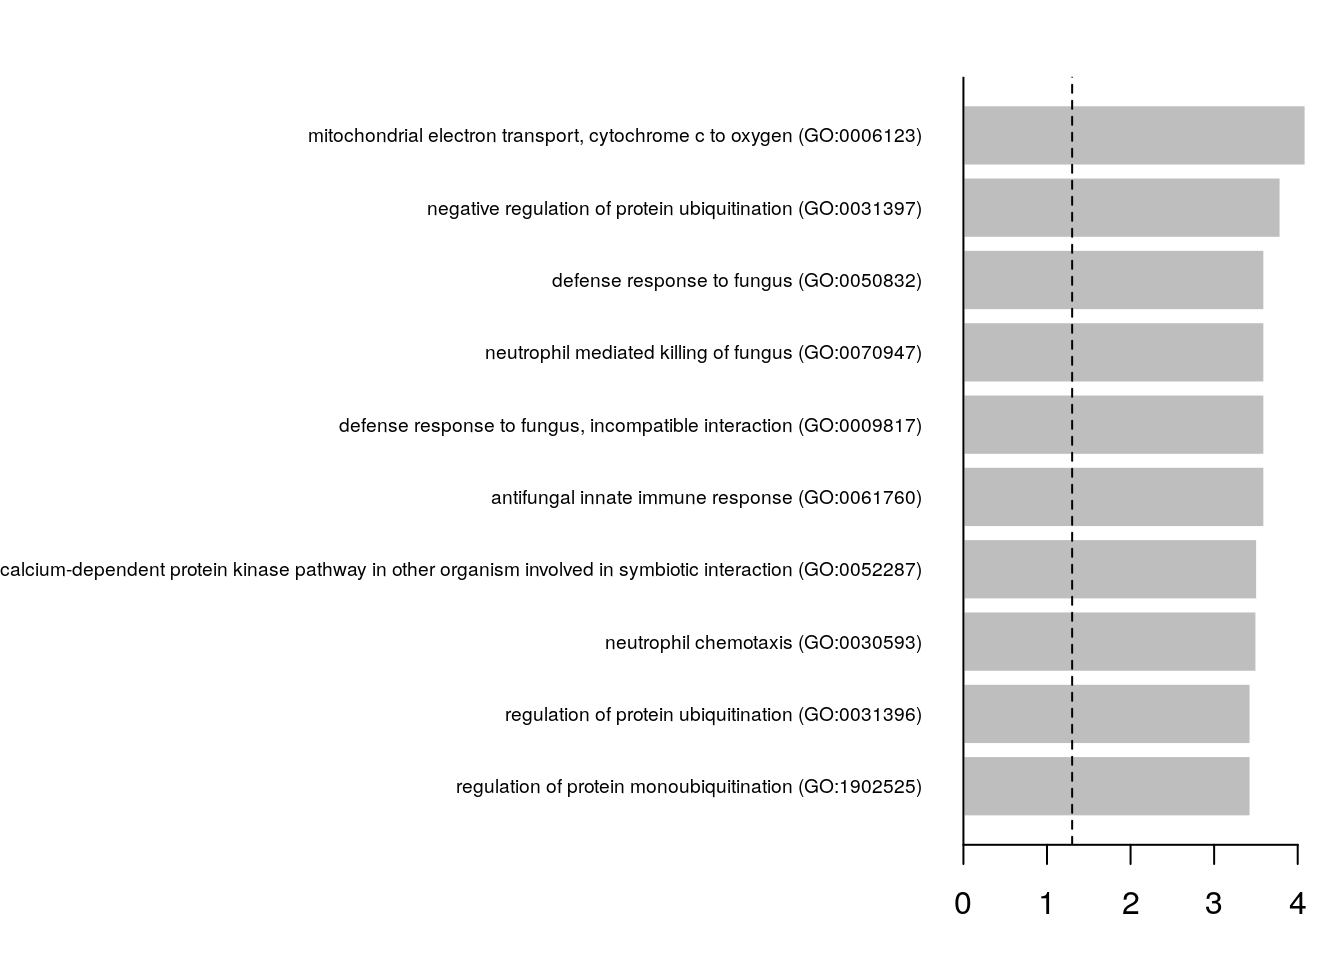 mitochondrial electron transport, cytochrome c to oxygen (GO:0006123)
negative regulation of protein ubiquitination (GO:0031397)
defense response to fungus (GO:0050832)
neutrophil mediated killing of fungus (GO:0070947)
defense response to fungus, incompatible interaction (GO:0009817)
antifungal innate immune response (GO:0061760)
calcium-dependent protein kinase pathway in other organism involved in symbiotic interaction (GO:0052287)
neutrophil chemotaxis (GO:0030593)
regulation of protein ubiquitination (GO:0031396)
regulation of protein monoubiquitination (GO:1902525)
0 1 2 3 4